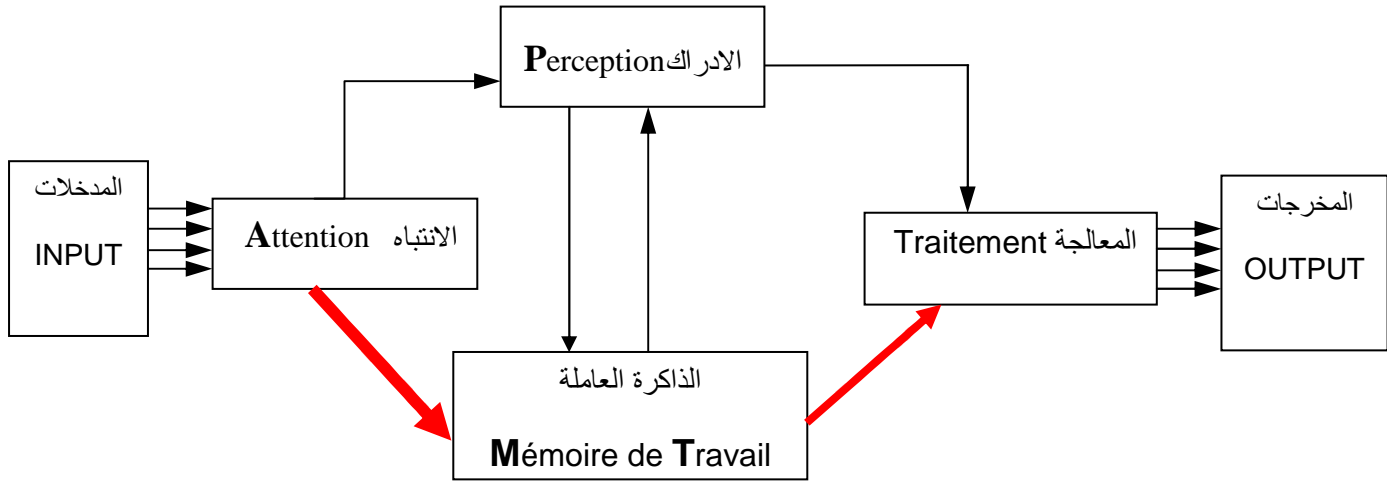 الادراك Perception
المدخلات
INPUT
Attention الانتباه
المعالجة Traitement
المخرجات
OUTPUT
الذاكرة العاملة
Mémoire de Travail